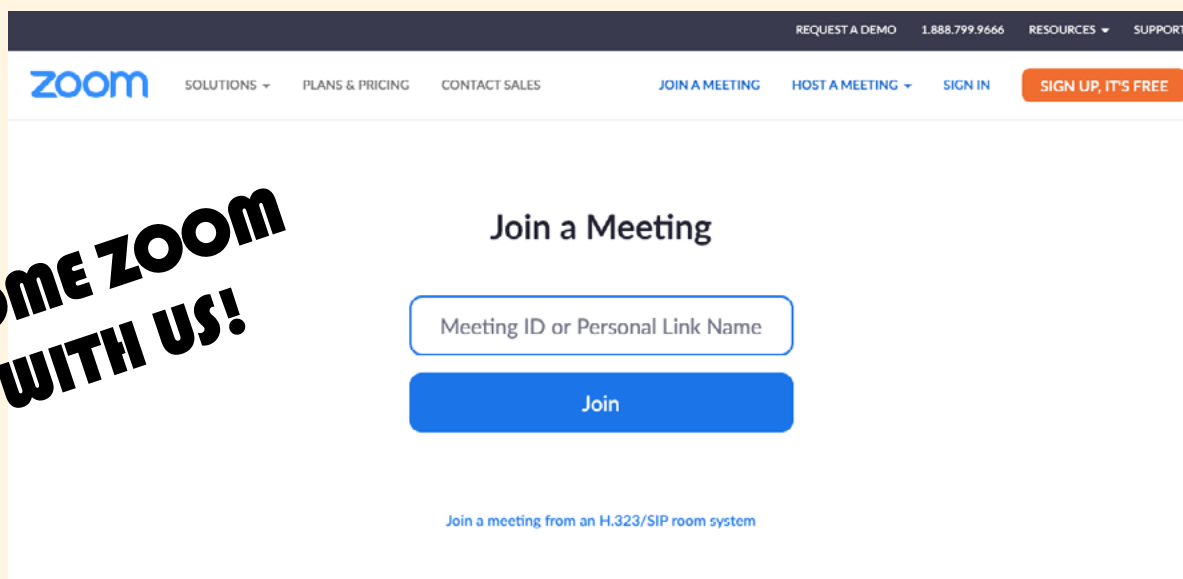 REQUEST A DEMO 1.888.799.9666 RESOURCES SUPPORT
zoom SOLUTIONS PLANS & PRICING CONTACT SALES JOIN A MEETING HOST A MEETING SIGN IN SIGN UP, IT'S FREE
Join a Meeting
ZOOM
WITH US!
Meeting ID or Personal Link Name
Join
Join a meeting from an H.323/SIP room system